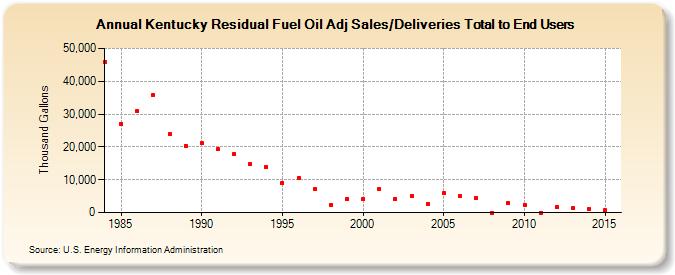 Annual Kentucky Residual Fuel Oil Adj Sales/Deliveries Total to End Users
Thousand Gallons
50,000
40,000
30,000
20,000
10,000
0
1985 1990 1995 2000 2005 2010 2015
Source: U.S. Energy Information Administration